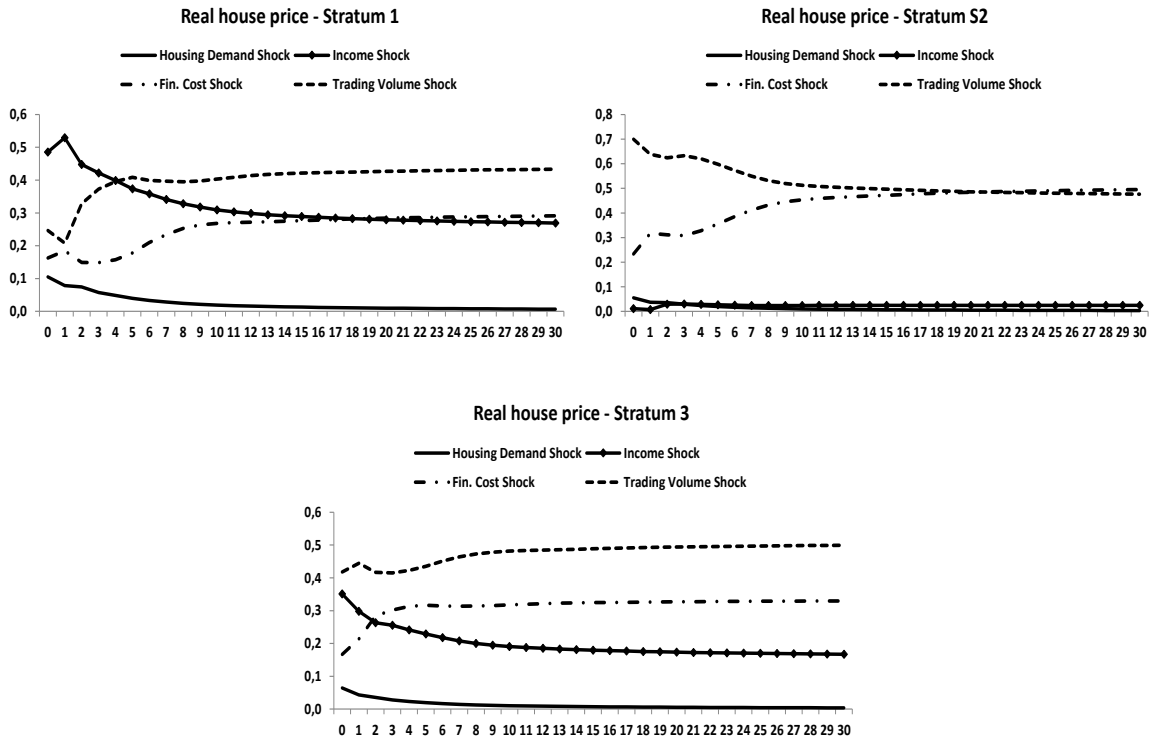 Real house price - Stratum 1
Housing Demand Shock Income Shock
Fin. Cost Shock Trading Volume Shock
0,6
0,5
0,4
0,3
0,2
0,1
0,0
0 1 2 3 4 5 6 7 8 9 10 11 12 13 14 15 16 17 18 19 20 21 22 23 24 25 26 27 28 29 30
Real house price - Stratum S2
Housing Demand Shock Income Shock
Fin. Cost Shock Trading Volume Shock
0,8
0,7
0,6
0,5
0,4
0,3
0,2
0,1
0,0
0 1 2 3 4 5 6 7 8 9 10 11 12 13 14 15 16 17 18 19 20 21 22 23 24 25 26 27 28 29 30
Real house price - Stratum 3
Housing Demand Shock Income Shock
Fin. Cost Shock Trading Volume Shock
0,6
0,5
0,4
0,3
0,2
0,1
0,0
0 1 2 3 4 5 6 7 8 9 10 11 12 13 14 15 16 17 18 19 20 21 22 23 24 25 26 27 28 29 30